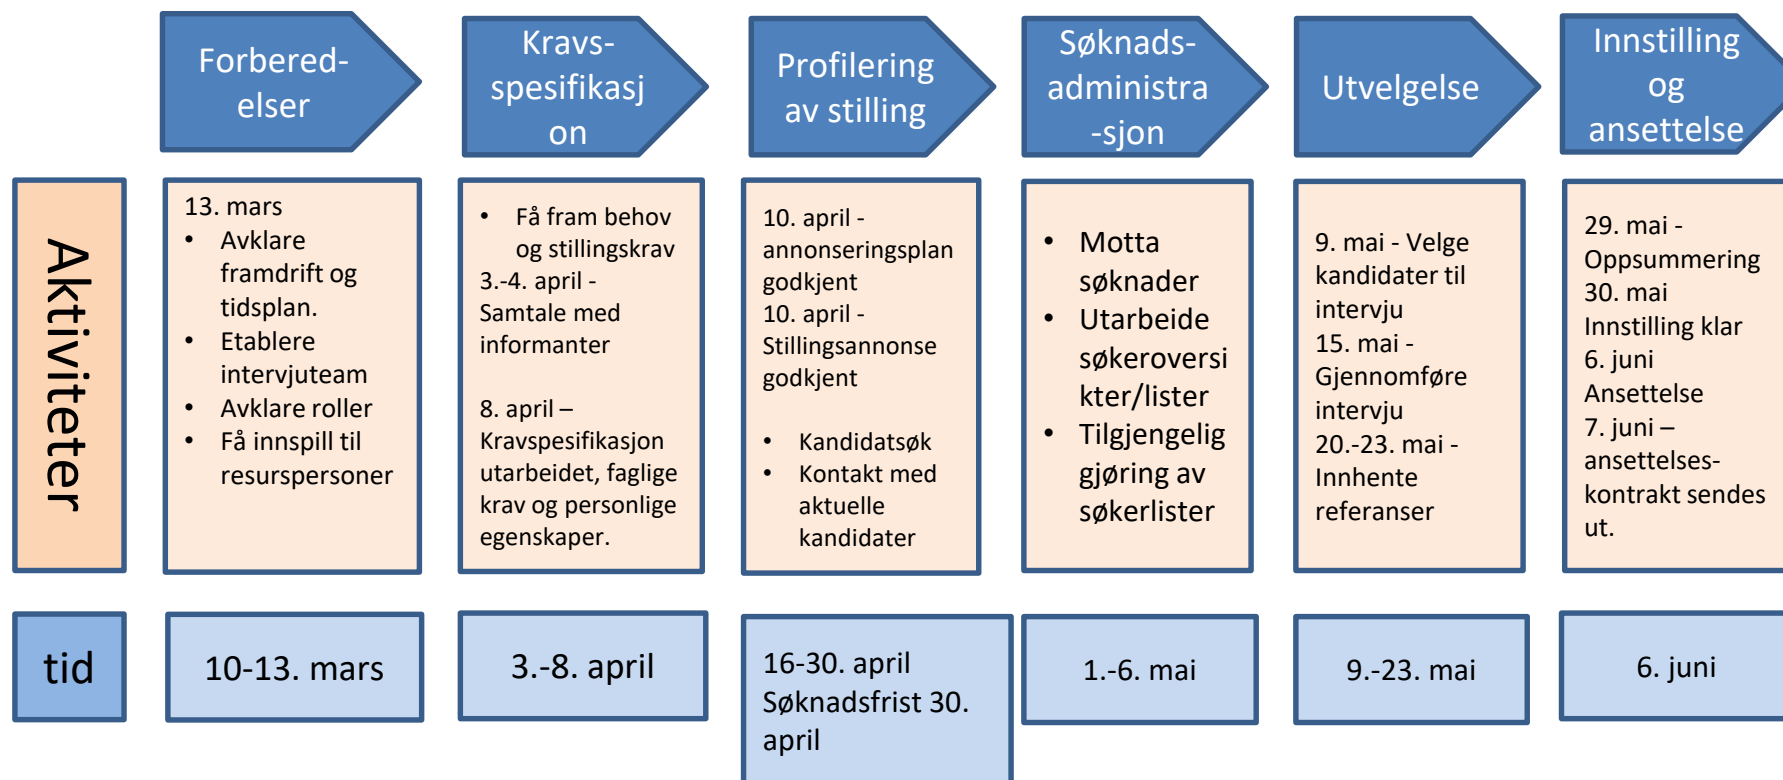 Forbered-
elser
Kravs-
spesifikasj
on
Profilering
av stilling
Søknads-
administra
-sjon
Utvelgelse
Innstilling
og
ansettelse
Aktiviteter
13. mars
• Avklare
framdrift og
tidsplan.
• Etablere
intervjuteam
• Avklare roller
• Få innspill til
resurspersoner
• Få fram behov
og stillingskrav
3.-4. april -
Samtale med
informanter
8. april –
Kravspesifikasjon
utarbeidet, faglige
krav og personlige
egenskaper.
10. april -
annonseringsplan
godkjent
10. april -
Stillingsannonse
godkjent
• Kandidatsøk
• Kontakt med
aktuelle
kandidater
• Motta
søknader
• Utarbeide
søkeroversi
kter/lister
• Tilgjengelig
gjøring av
søkerlister
9. mai - Velge
kandidater til
intervju
15. mai -
Gjennomføre
intervju
20.-23. mai -
Innhente
referanser
29. mai -
Oppsummering
30. mai
Innstilling klar
6. juni
Ansettelse
7. juni –
ansettelses-
kontrakt sendes
ut.
tid
10-13. mars
3.-8. april
16-30. april
Søknadsfrist 30.
april
1.-6. mai
9.-23. mai
6. juni